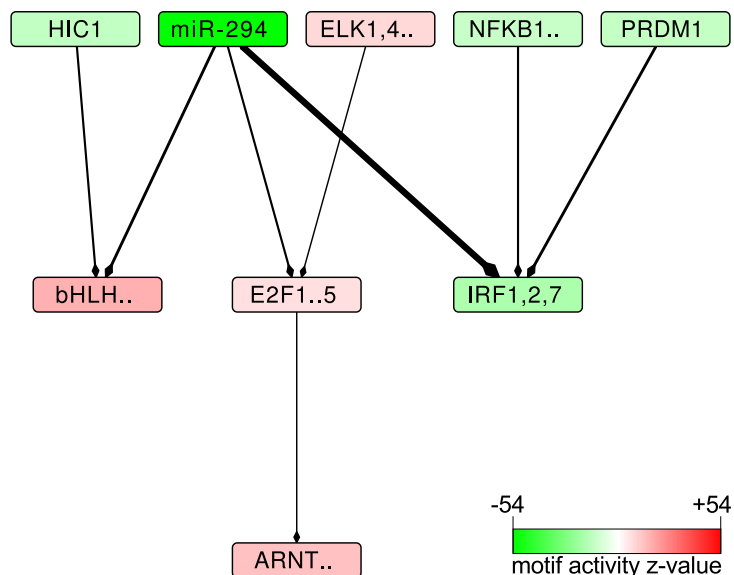 HIC1
miR-294
ELK1,4..
NFKB1..
PRDM1
bHLH..
E2F1..5
IRF1,2,7
-54
+54
ARNT..
motif activity z-value